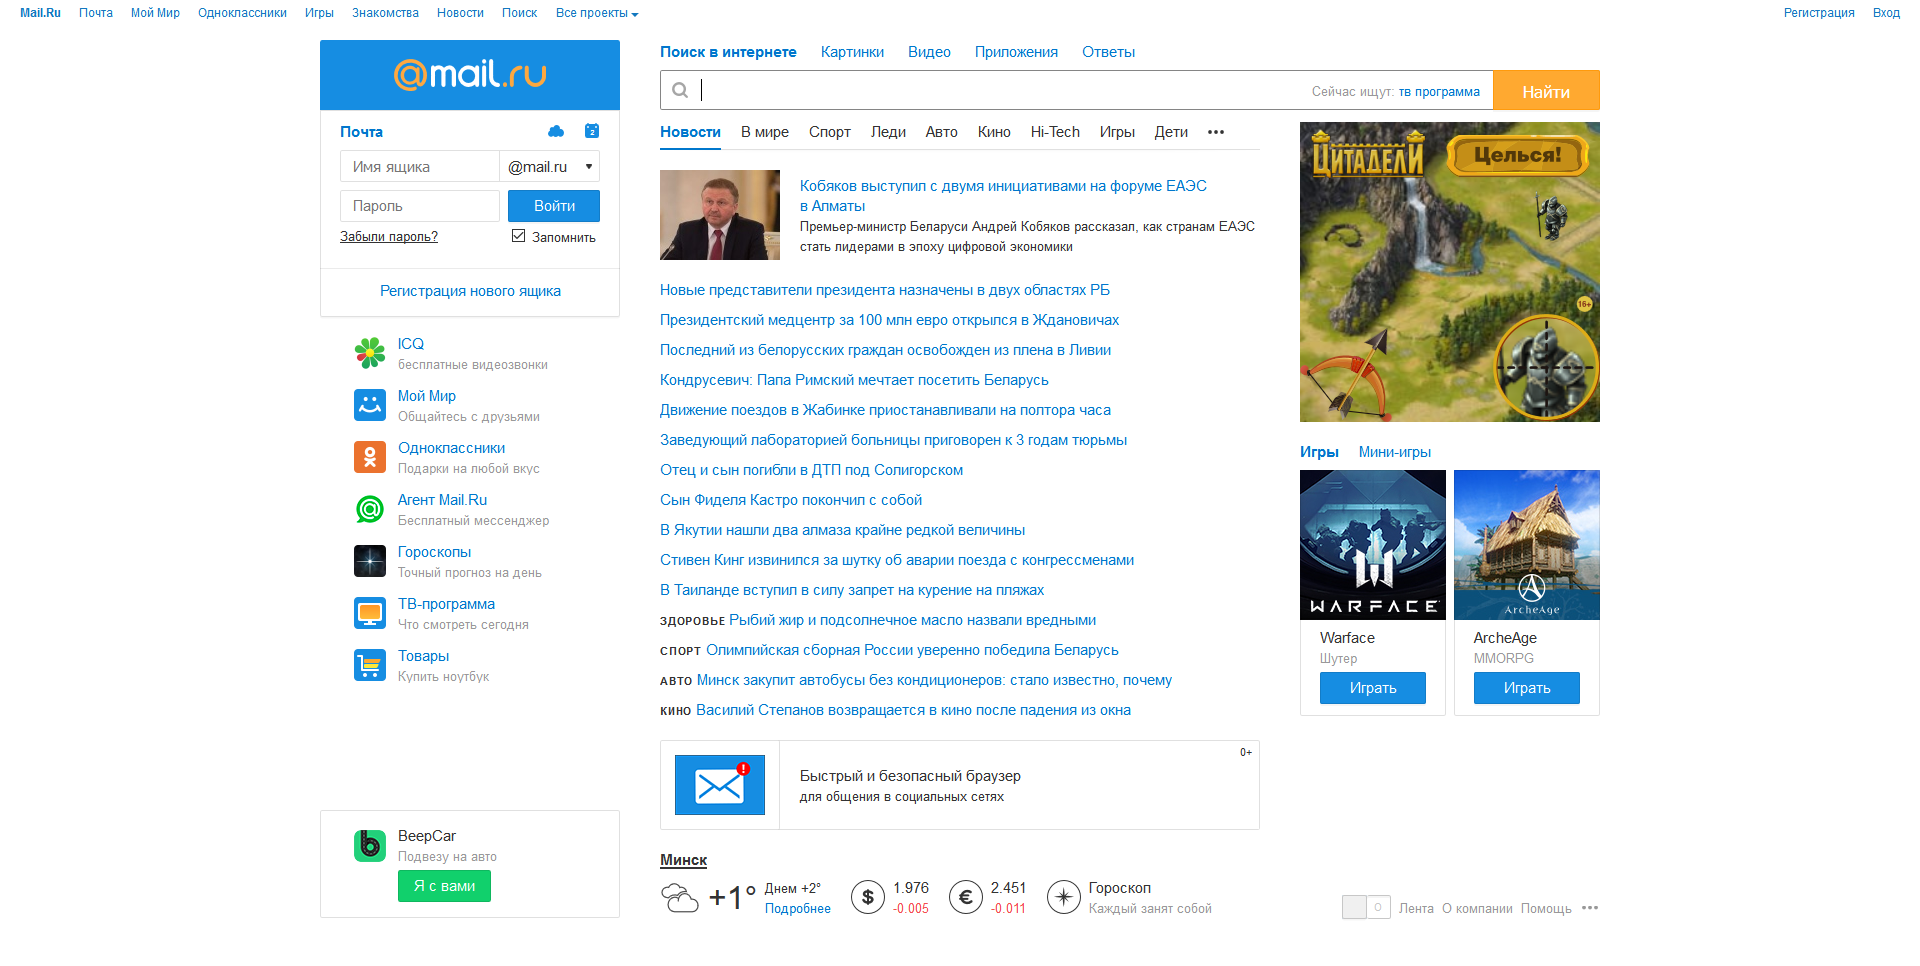 Mail.Ru Почта Мой Мир Одноклассники Игры Знакомства Новости Поиск Все проекты Регистрация Вход
@mail.ru
Почта
2
Имя ящика @mail.ru
Пароль Войти
Забыли пароль? Запомнить
Регистрация нового ящика
ICQ
бесплатные видеозвонки
Мой Мир
Общайтесь с друзьями
Одноклассники
Подарки на любой вкус
Агент Mail.Ru
Бесплатный мессенджер
Гороскопы
Точный прогноз на день
ТВ-программа
Что смотреть сегодня
Товары
Купить ноутбук
BeepCar
Подвезу на авто
Я с вами
Поиск в интернете Картинки Видео Приложения Ответы
Сейчас ищут: тв программа Найти
Новости В мире Спорт Леди Авто Кино Hi-Tech Игры Дети •••
Кобяков выступил с двумя инициативами на форуме ЕАЭС
в Алматы
Премьер-министр Беларуси Андрей Кобяков рассказал, как странам ЕАЭС
стать лидерами в эпоху цифровой экономики
Новые представители президента назначены в двух областях РБ
Президентский медцентр за 100 млн евро открылся в Ждановичах
Последний из белорусских граждан освобожден из плена в Ливии
Кондрусевич: Папа Римский мечтает посетить Беларусь
Движение поездов в Жабинке приостанавливали на полтора часа
Заведующий лабораторией больницы приговорен к 3 годам тюрьмы
Отец и сын погибли в ДТП под Солигорском
Сын Фиделя Кастро покончил с собой
В Якутии нашли два алмаза крайне редкой величины
Стивен Кинг извинился за шутку об аварии поезда с конгрессменами
В Таиланде вступил в силу запрет на курение на пляжах
ЗДОРОВЬЕ Рыбий жир и подсолнечное масло назвали вредными
СПОРТ Олимпийская сборная России уверенно победила Беларусь
АВТО Минск закупит автобусы без кондиционеров: стало известно, почему
КИНО Василий Степанов возвращается в кино после падения из окна
0+
Быстрый и безопасный браузер
для общения в социальных сетях
Минск
+1° Днем +2° $ 1.976 € 2.451 Гороскоп
Подробнее -0.005 -0.011 Каждый занят собой
ЦИТАДЕЛИ Целься!
16+
Игры Мини-игры
WARFACE ArcheAge
Warface ArcheAge
Шутер MMORPG
Играть Играть
Лента О компании Помощь •••